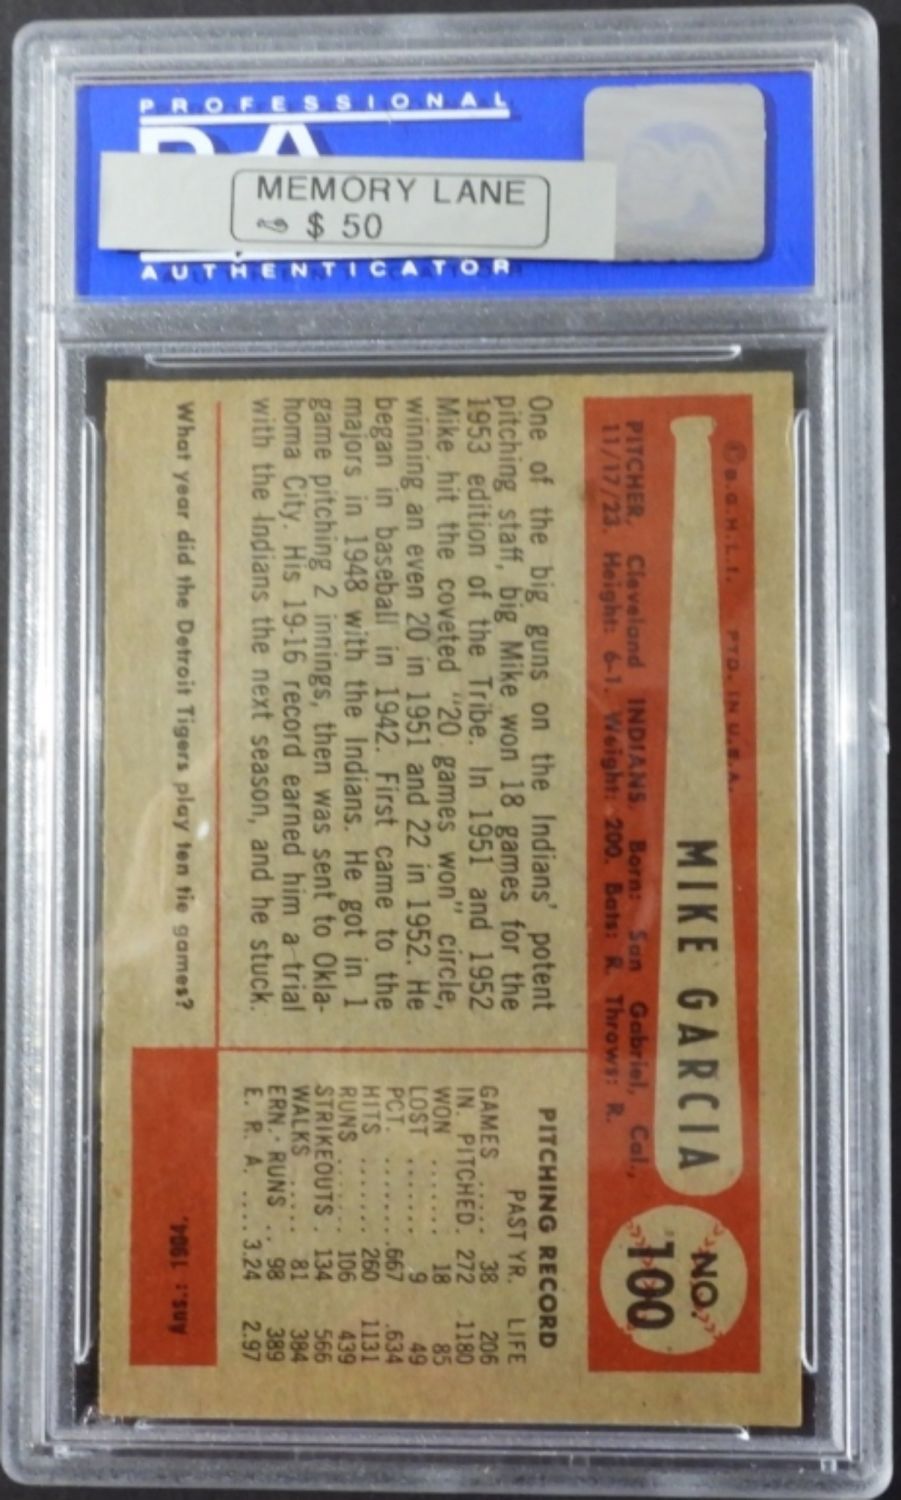 PROFESSIONAL
MEMORY LANE
$ 50
AUTHENTICATOR
© B.G.H.L.I. PTD. IN U.S.A.
MIKE GARCIA
NO. 100
PITCHER, Cleveland INDIANS. Born: San Gabriel, Cal.,
11/17/23. Height: 6-1. Weight: 200. Bats: R. Throws: R.
One of the big guns on the Indians' potent
pitching staff, big Mike won 18 games for the
1953 edition of the Tribe. In 1951 and 1952
Mike hit the coveted "20 games won" circle,
winning an even 20 in 1951 and 22 in 1952. He
began in baseball in 1942. First came to the
majors in 1948 with the Indians. He got in 1
game pitching 2 innings, then was sent to Okla-
homa City. His 19-16 record earned him a trial
with the Indians the next season, and he stuck.
PITCHING RECORD
PAST YR. LIFE
GAMES ..... 38 206
IN. PITCHED. 272 1180
WON ....... 18 85
LOST ....... 9 49
PCT. ....... .667 .634
HITS ....... 260 1131
RUNS ....... 106 439
STRIKEOUTS . 134 566
WALKS ..... 81 384
ERN. RUNS .. 98 389
E. R. A. .... 3.24 2.97
What year did the Detroit Tigers play ten tie games?
Ans.: 1904.